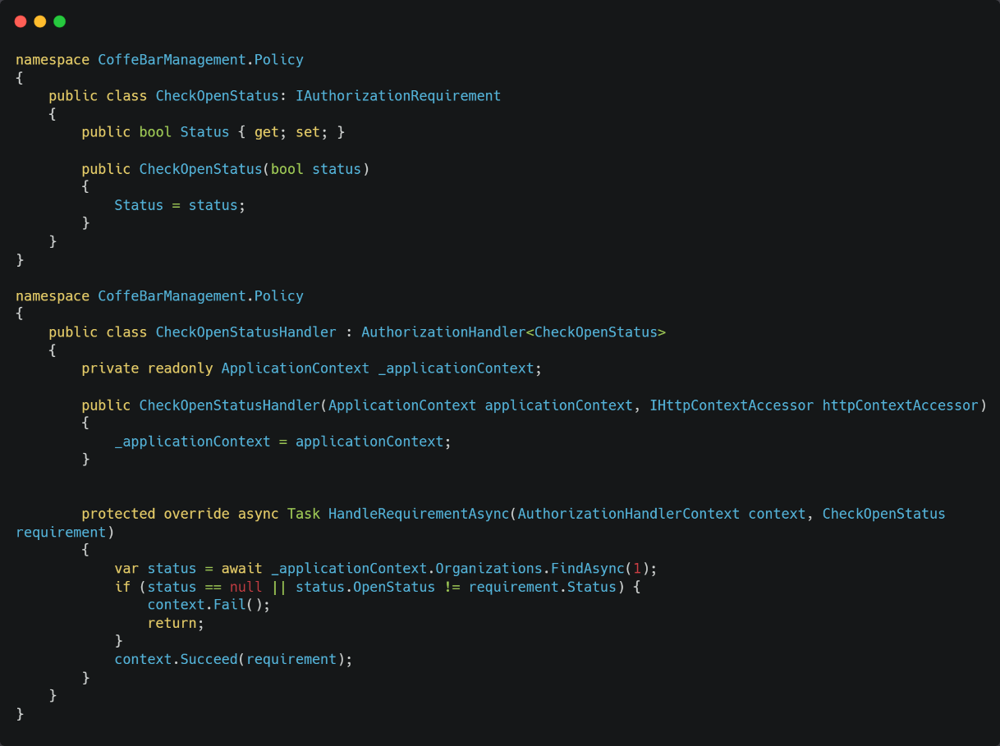 namespace CoffeBarManagement.Policy
{
    public class CheckOpenStatus: IAuthorizationRequirement
    {
        public bool Status { get; set; }

        public CheckOpenStatus(bool status)
        {
            Status = status;
        }
    }
}

namespace CoffeBarManagement.Policy
{
    public class CheckOpenStatusHandler : AuthorizationHandler<CheckOpenStatus>
    {
        private readonly ApplicationContext _applicationContext;

        public CheckOpenStatusHandler(ApplicationContext applicationContext, IHttpContextAccessor httpContextAccessor)
        {
            _applicationContext = applicationContext;
        }


        protected override async Task HandleRequirementAsync(AuthorizationHandlerContext context, CheckOpenStatus
requirement)
        {
            var status = await _applicationContext.Organizations.FindAsync(1);
            if (status == null || status.OpenStatus != requirement.Status) {
                context.Fail();
                return;
            }
            context.Succeed(requirement);
        }
    }
}